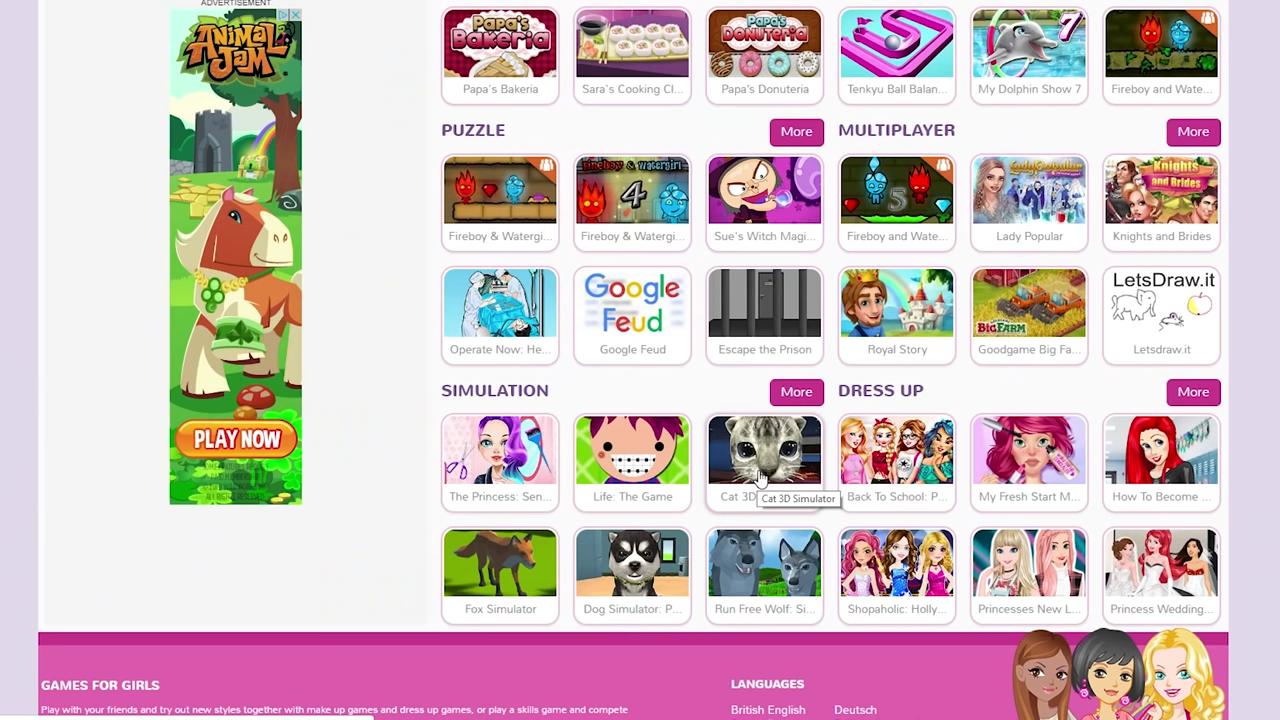 ADVERTISEMENT
ANIMAL
JAM
PLAY NOW
Papa's
BAKERIA
Papa's Bakeria
Sara's Cooking Cl...
PAPA'S
DONUTERIA
Papa's Donuteria
Tenkyu Ball Balan...
7
My Dolphin Show 7
Fireboy and Wate...
PUZZLE
More
MULTIPLAYER
More
Fireboy & Watergi...
fireboy & watergirl
4
Fireboy & Watergi...
Sue's Witch Magi...
5
Fireboy and Wate...
Lady Popular
Lady Popular
Knights
and Brides
Knights and Brides
Operate Now: He...
Google
Feud
Google Feud
Escape the Prison
Royal Story
BIGFARM
Goodgame Big Fa...
LetsDraw.it
Letsdraw.it
SIMULATION
More
DRESS UP
More
The Princess: Sen...
Life: The Game
Cat 3D
Cat 3D Simulator
Back To School: P...
My Fresh Start M...
How To Become ...
Fox Simulator
Dog Simulator: P...
Run Free Wolf: Si...
Shopaholic: Holly...
Princesses New L...
Princess Wedding...
GAMES FOR GIRLS
Play with your friends and try out new styles together with make up games and dress up games, or play a skills game and compete
LANGUAGES
British English
Deutsch